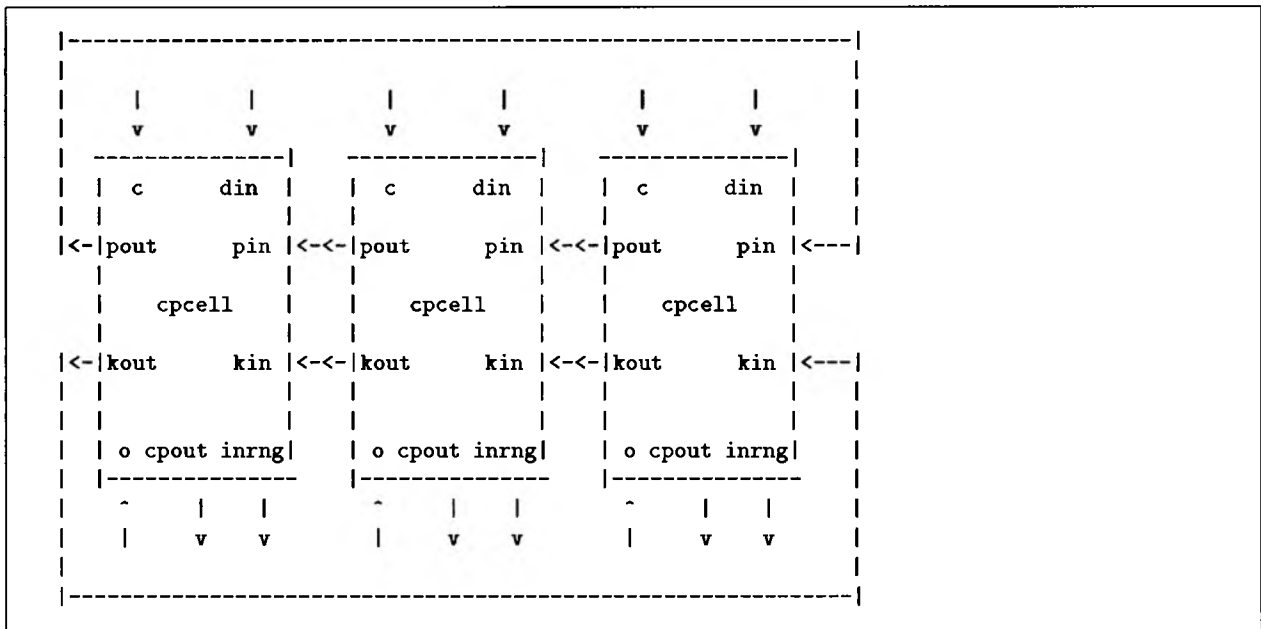 c din c din c din
pout pin pout pin pout pin
cpcell cpcell cpcell
kout kin kout kin kout kin
o cpout inrng o cpout inrng o cpout inrng